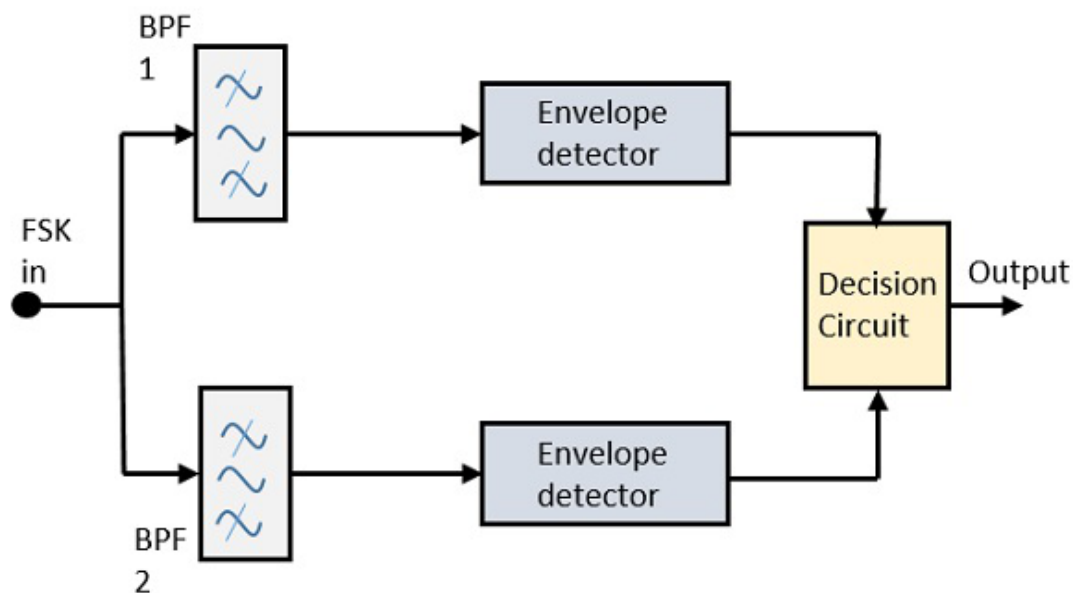 BPF
1
Envelope
detector
FSK
in
Decision
Circuit
Output
Envelope
detector
BPF
2